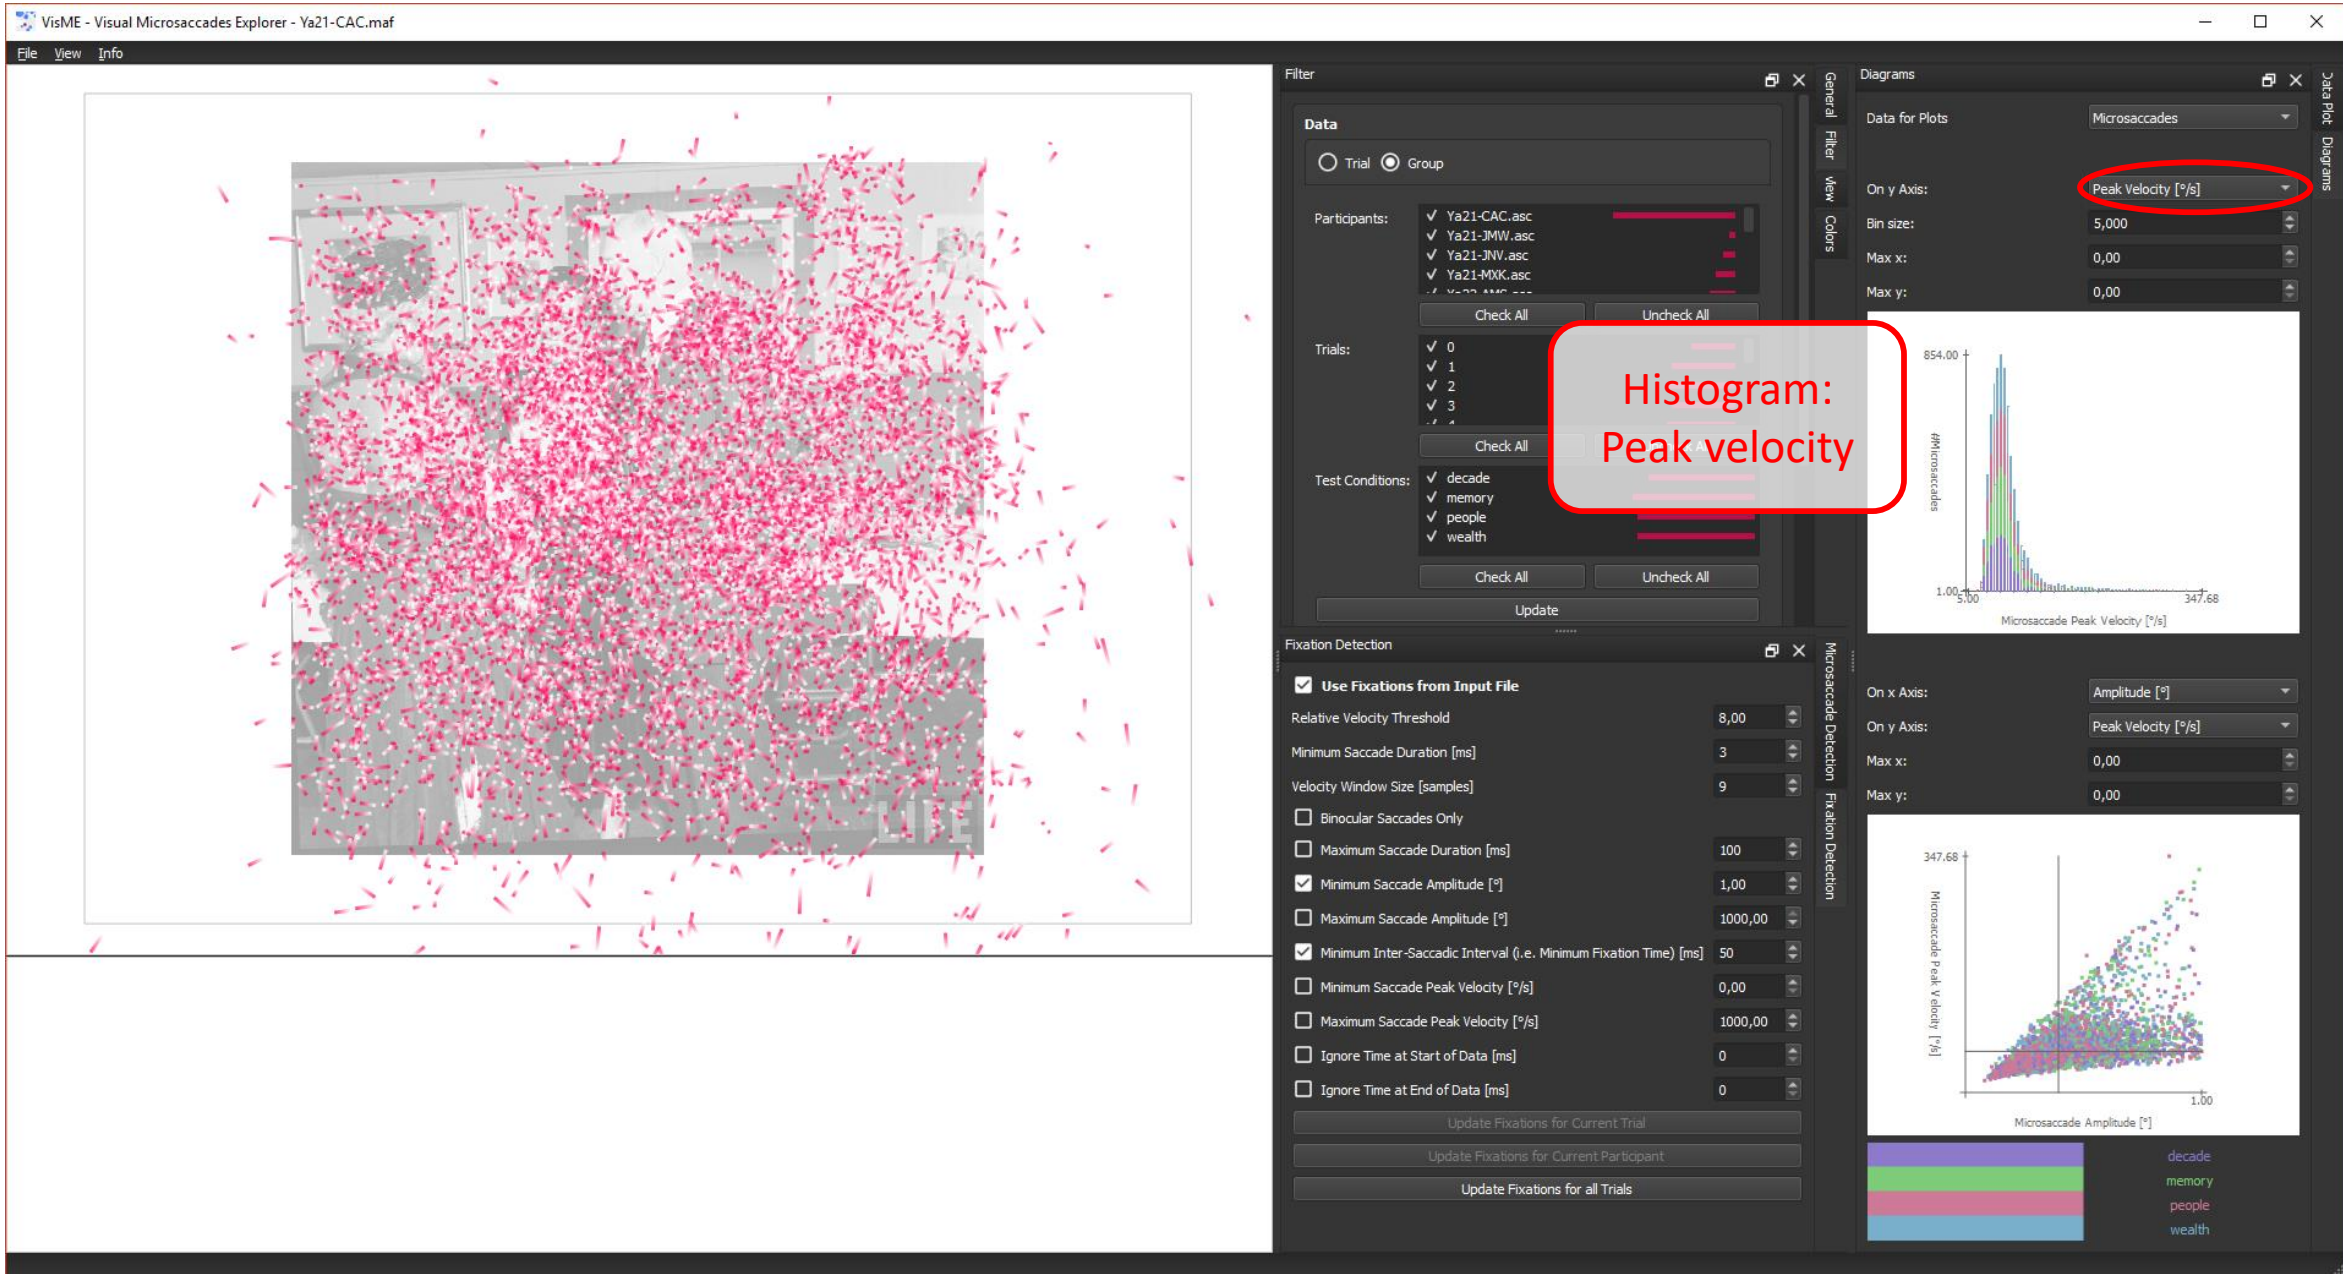 VisME - Visual Microsaccades Explorer - Ya21-CAC.maf
File View Info
Filter
Data
Trial Group
Participants:
Ya21-CAC.asc
Ya21-JMW.asc
Ya21-JNV.asc
Ya21-MXK.asc
Check All Uncheck All
Trials:
0
1
2
3
Check All
Test Conditions:
decade
memory
people
wealth
Check All Uncheck All
Update
General
Filter
View
Colors
Histogram:
Peak velocity
Fixation Detection
Use Fixations from Input File
Relative Velocity Threshold 8,00
Minimum Saccade Duration [ms] 3
Velocity Window Size [samples] 9
Binocular Saccades Only
Maximum Saccade Duration [ms] 100
Minimum Saccade Amplitude [°] 1,00
Maximum Saccade Amplitude [°] 1000,00
Minimum Inter-Saccadic Interval (i.e. Minimum Fixation Time) [ms] 50
Minimum Saccade Peak Velocity [°/s] 0,00
Maximum Saccade Peak Velocity [°/s] 1000,00
Ignore Time at Start of Data [ms] 0
Ignore Time at End of Data [ms] 0
Update Fixations for Current Trial
Update Fixations for Current Participant
Update Fixations for all Trials
Microsaccade Detection
Fixation Detection
Diagrams
Data for Plots Microsaccades
On y Axis: Peak Velocity [°/s]
Bin size: 5,000
Max x: 0,00
Max y: 0,00
854.00
#Microsaccades
1.00
5.00 347.68
Microsaccade Peak Velocity [°/s]
On x Axis: Amplitude [°]
On y Axis: Peak Velocity [°/s]
Max x: 0,00
Max y: 0,00
347.68
Microsaccade Peak Velocity [°/s]
1.00
Microsaccade Amplitude [°]
decade
memory
people
wealth
Data Plot
Diagrams